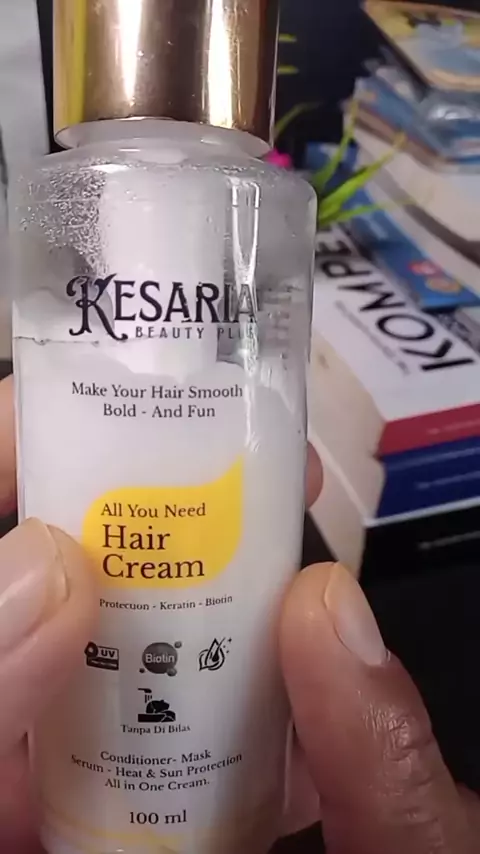 KESARIA
BEAUTY PLUS
Make Your Hair Smooth
Bold - And Fun
All You Need
Hair
Cream
Protection - Keratin - Biotin
UV
Biotin
Tanpa Di Bilas
Conditioner- Mask
Serum - Heat & Sun Protection
All in One Cream.
100 ml
KOMPE